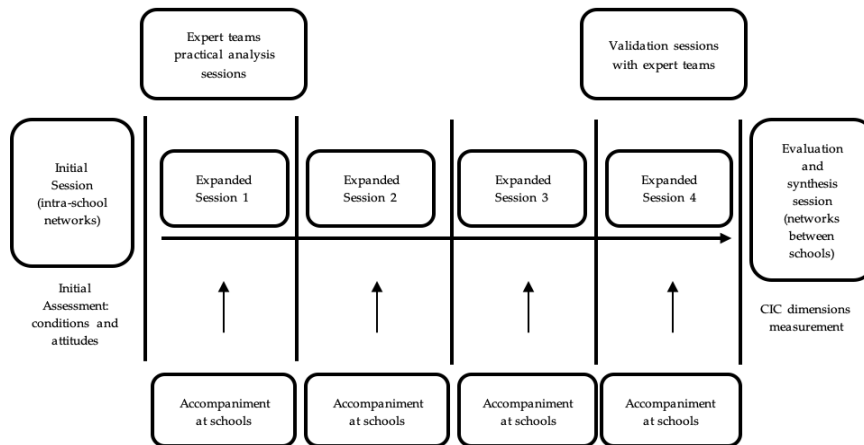 Expert teams
practical analysis
sessions
Validation sessions
with expert teams
Initial
Session
(intra-school
networks)
Expanded
Session 1
Expanded
Session 2
Expanded
Session 3
Expanded
Session 4
Evaluation
and
synthesis
session
(networks
between
schools)
Initial
Assessment:
conditions and
attitudes
CIC dimensions
measurement
Accompaniment
at schools
Accompaniment
at schools
Accompaniment
at schools
Accompaniment
at schools